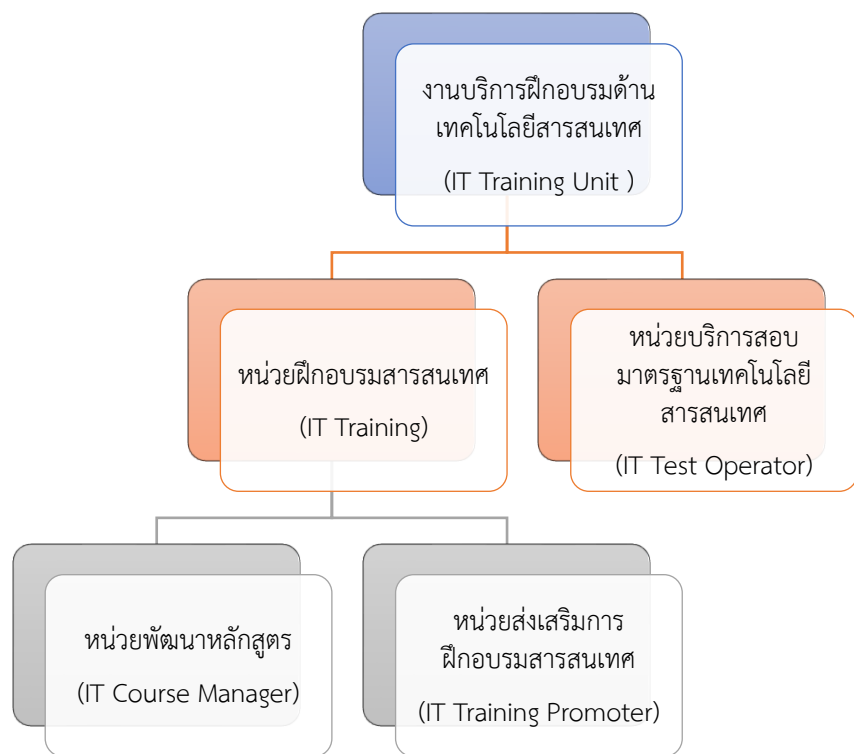 งานบริการฝึกอบรมด้าน
เทคโนโลยีสารสนเทศ
(IT Training Unit )
หน่วยฝึกอบรมสารสนเทศ
(IT Training)
หน่วยบริการสอบ
มาตรฐานเทคโนโลยี
สารสนเทศ
(IT Test Operator)
หน่วยพัฒนาหลักสูตร
(IT Course Manager)
หน่วยส่งเสริมการ
ฝึกอบรมสารสนเทศ
(IT Training Promoter)